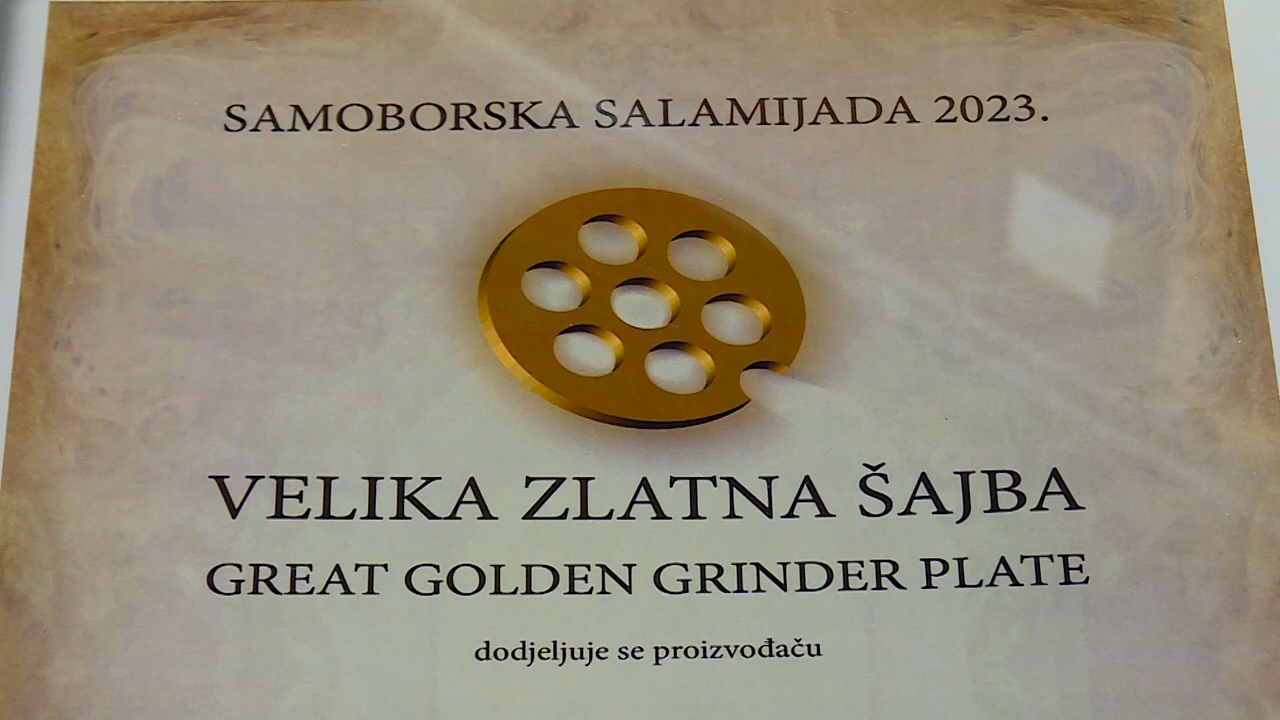 SAMOBORSKA SALAMIJADA 2023.
VELIKA ZLATNA ŠAJBA
GREAT GOLDEN GRINDER PLATE
dodjeljuje se proizvođaču